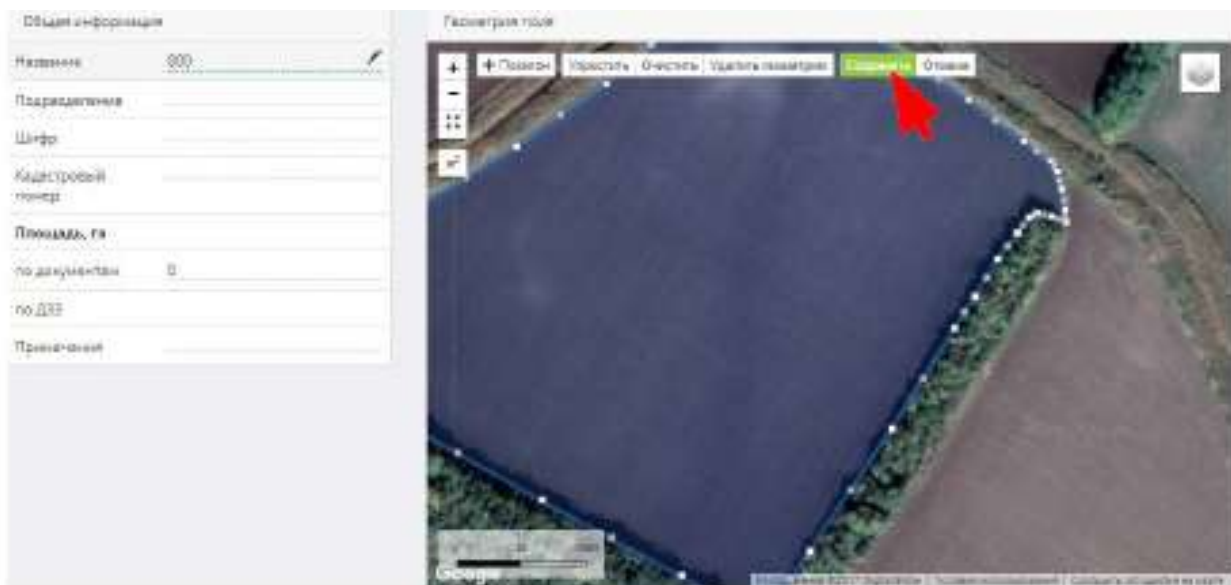 Общая информация
Название 800
Подразделение
Шифр
Кадастровый
номер
Площадь, га
по документам 0
по ДЗЗ
Примечания
Геометрия поля
+ Полигон Упростить Очистить Удалить геометрию Сохранить Отмена
Google